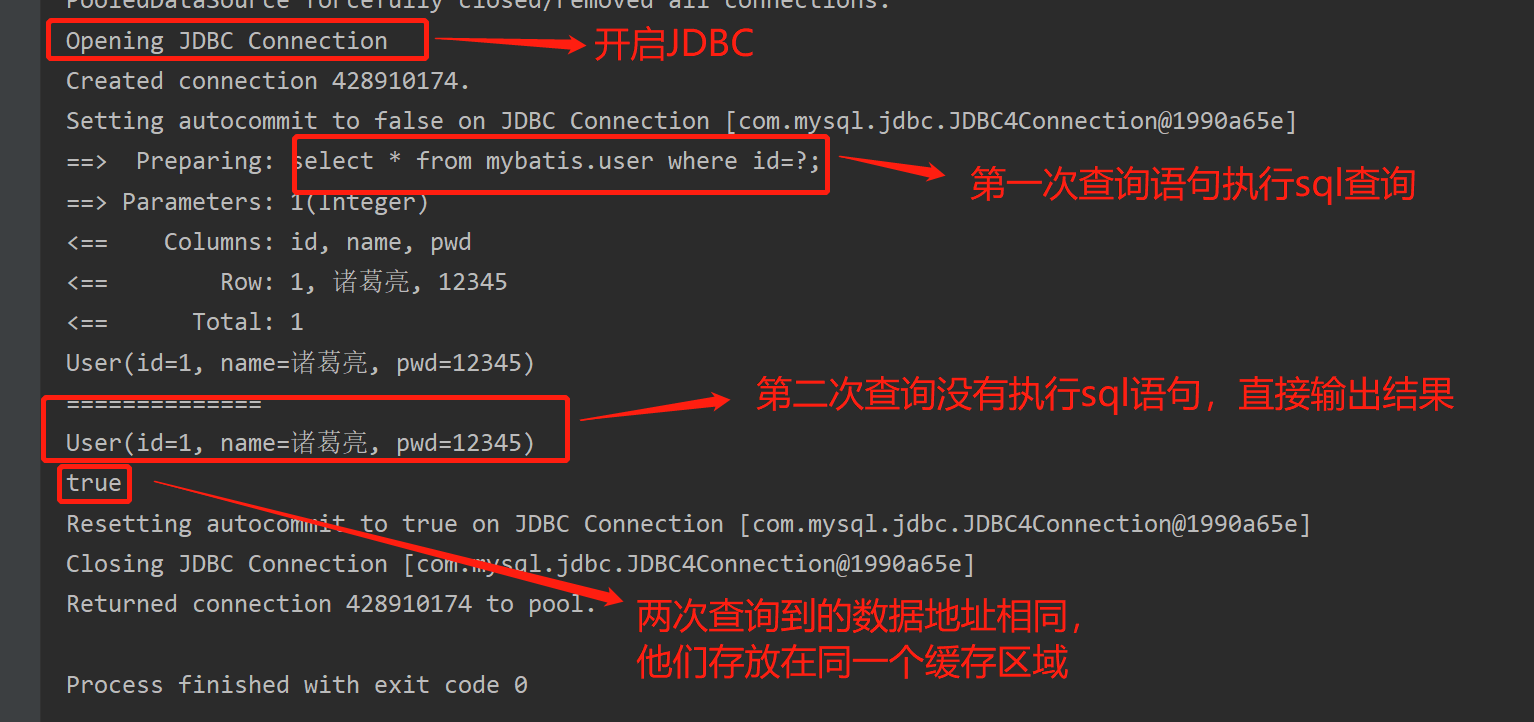 PooledDataSource forcefully closed/removed all connections.
Opening JDBC Connection
开启JDBC
Created connection 428910174.
Setting autocommit to false on JDBC Connection [com.mysql.jdbc.JDBC4Connection@1990a65e]
==>  Preparing: select * from mybatis.user where id=?;
第一次查询语句执行sql查询
==> Parameters: 1(Integer)
<==    Columns: id, name, pwd
<==        Row: 1, 诸葛亮, 12345
<==      Total: 1
User(id=1, name=诸葛亮, pwd=12345)
第二次查询没有执行sql语句，直接输出结果
==============
User(id=1, name=诸葛亮, pwd=12345)
true
Resetting autocommit to true on JDBC Connection [com.mysql.jdbc.JDBC4Connection@1990a65e]
Closing JDBC Connection [com.mysql.jdbc.JDBC4Connection@1990a65e]
Returned connection 428910174 to pool.
两次查询到的数据地址相同，
他们存放在同一个缓存区域
Process finished with exit code 0